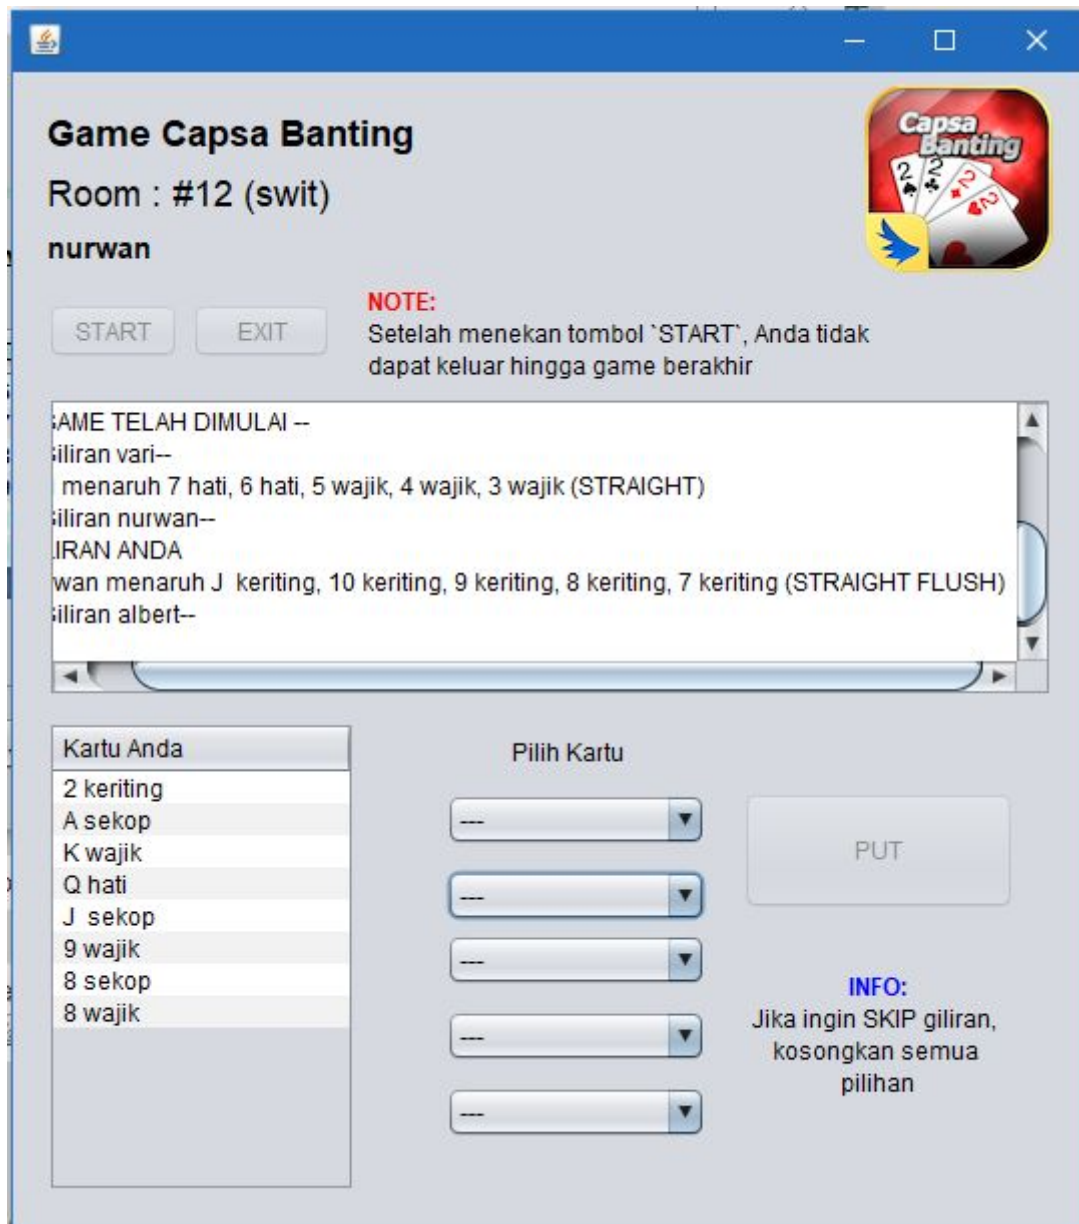 Game Capsa Banting
Room : #12 (swit)
nurwan
Capsa
Banting
2 2 2 2
START
EXIT
NOTE:
Setelah menekan tombol `START`, Anda tidak
dapat keluar hingga game berakhir
AME TELAH DIMULAI --
iliran vari--
menaruh 7 hati, 6 hati, 5 wajik, 4 wajik, 3 wajik (STRAIGHT)
iliran nurwan--
IRAN ANDA
wan menaruh J  keriting, 10 keriting, 9 keriting, 8 keriting, 7 keriting (STRAIGHT FLUSH)
iliran albert--
Kartu Anda
2 keriting
A sekop
K wajik
Q hati
J  sekop
9 wajik
8 sekop
8 wajik
Pilih Kartu
---
---
---
---
---
PUT
INFO:
Jika ingin SKIP giliran,
kosongkan semua
pilihan